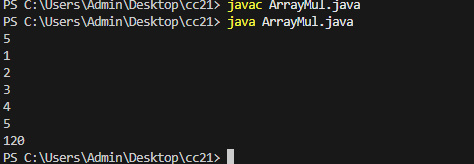 PS C:\Users\Admin\Desktop\cc21> javac ArrayMul.java
PS C:\Users\Admin\Desktop\cc21> java ArrayMul.java
5
1
2
3
4
5
120
PS C:\Users\Admin\Desktop\cc21>